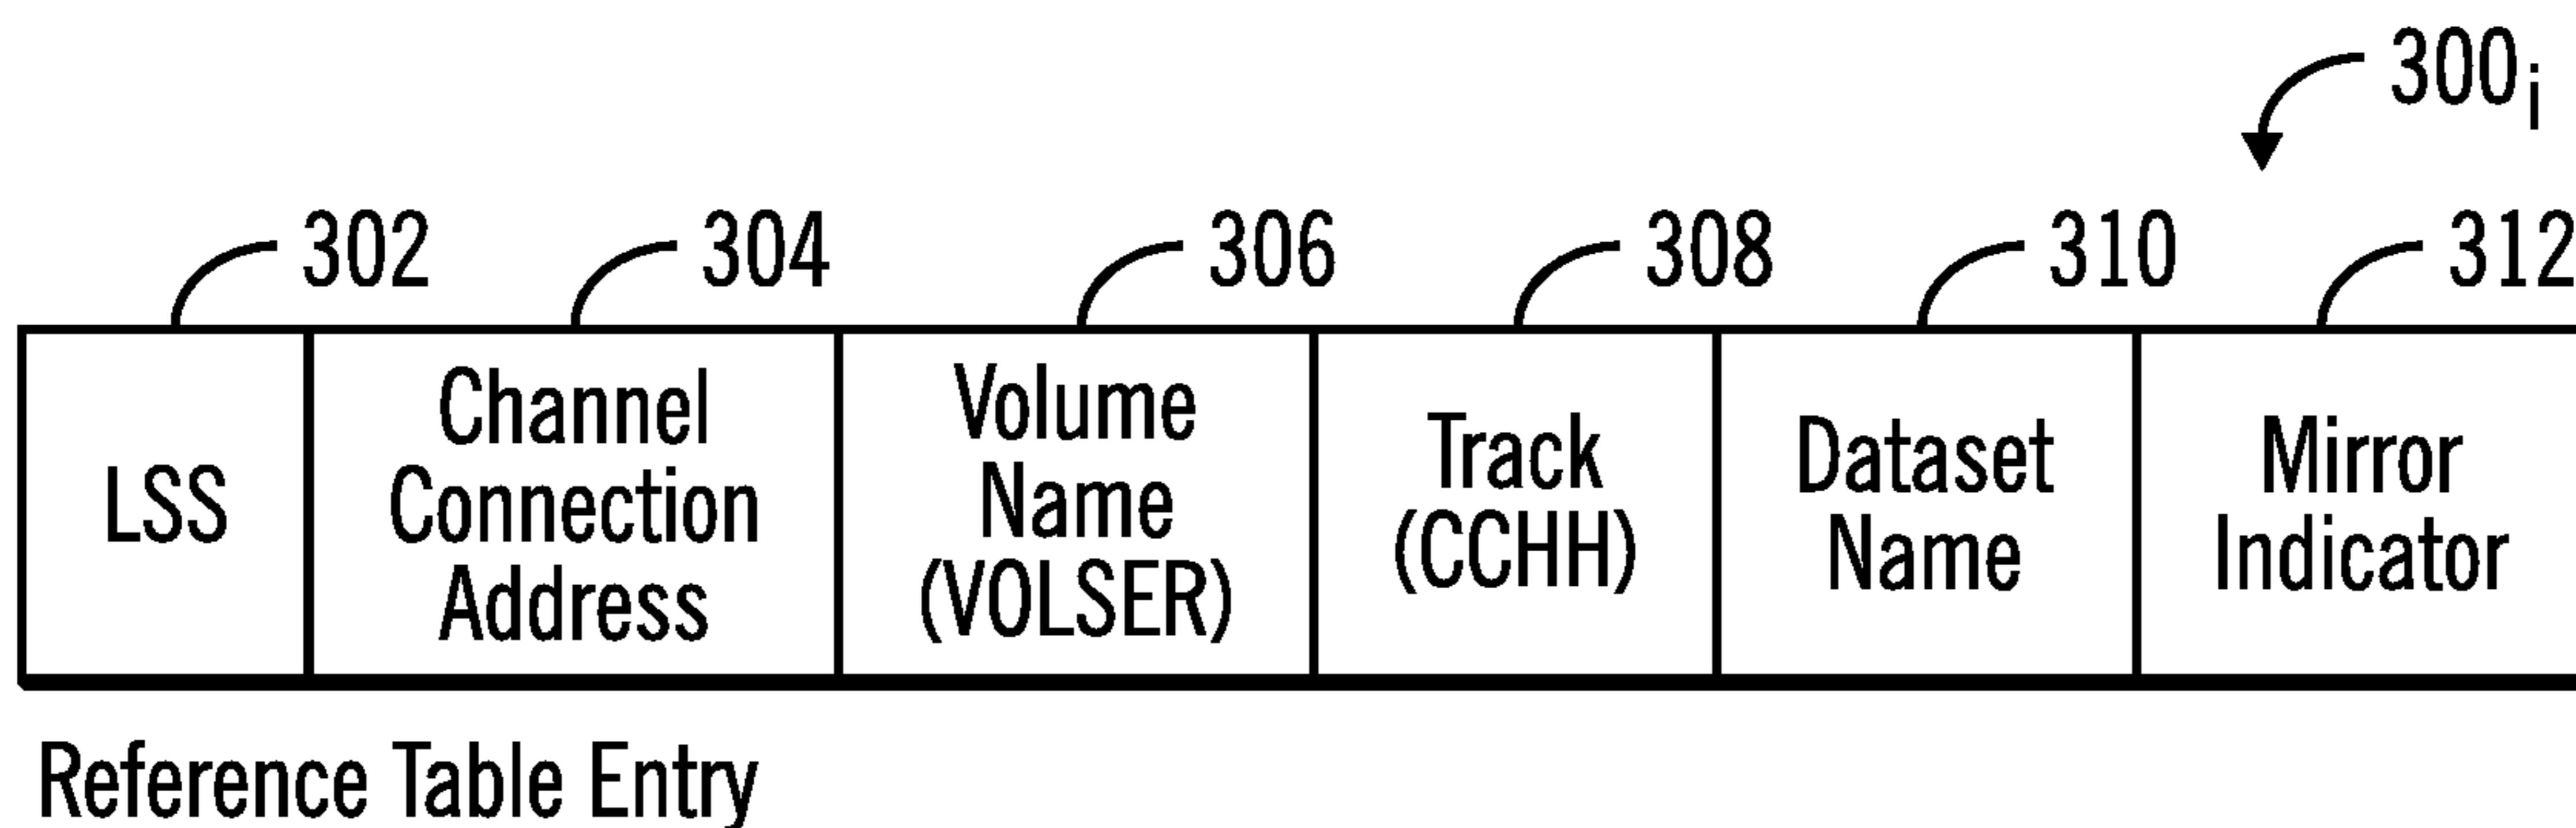 300i
302
304
306
308
310
312
LSS
Channel
Connection
Address
Volume
Name
(VOLSER)
Track
(CCHH)
Dataset
Name
Mirror
Indicator
Reference Table Entry